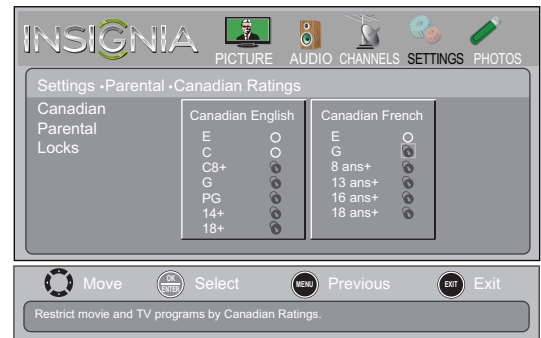 INSIGNIA
PICTURE AUDIO CHANNELS SETTINGS PHOTOS
Settings •Parental •Canadian Ratings
Canadian
Parental
Locks
Canadian English
E
C
C8+
G
PG
14+
18+
Canadian French
E
G
8 ans+
13 ans+
16 ans+
18 ans+
Move
OK
ENTER
Select
MENU
Previous
EXIT
Exit
Restrict movie and TV programs by Canadian Ratings.